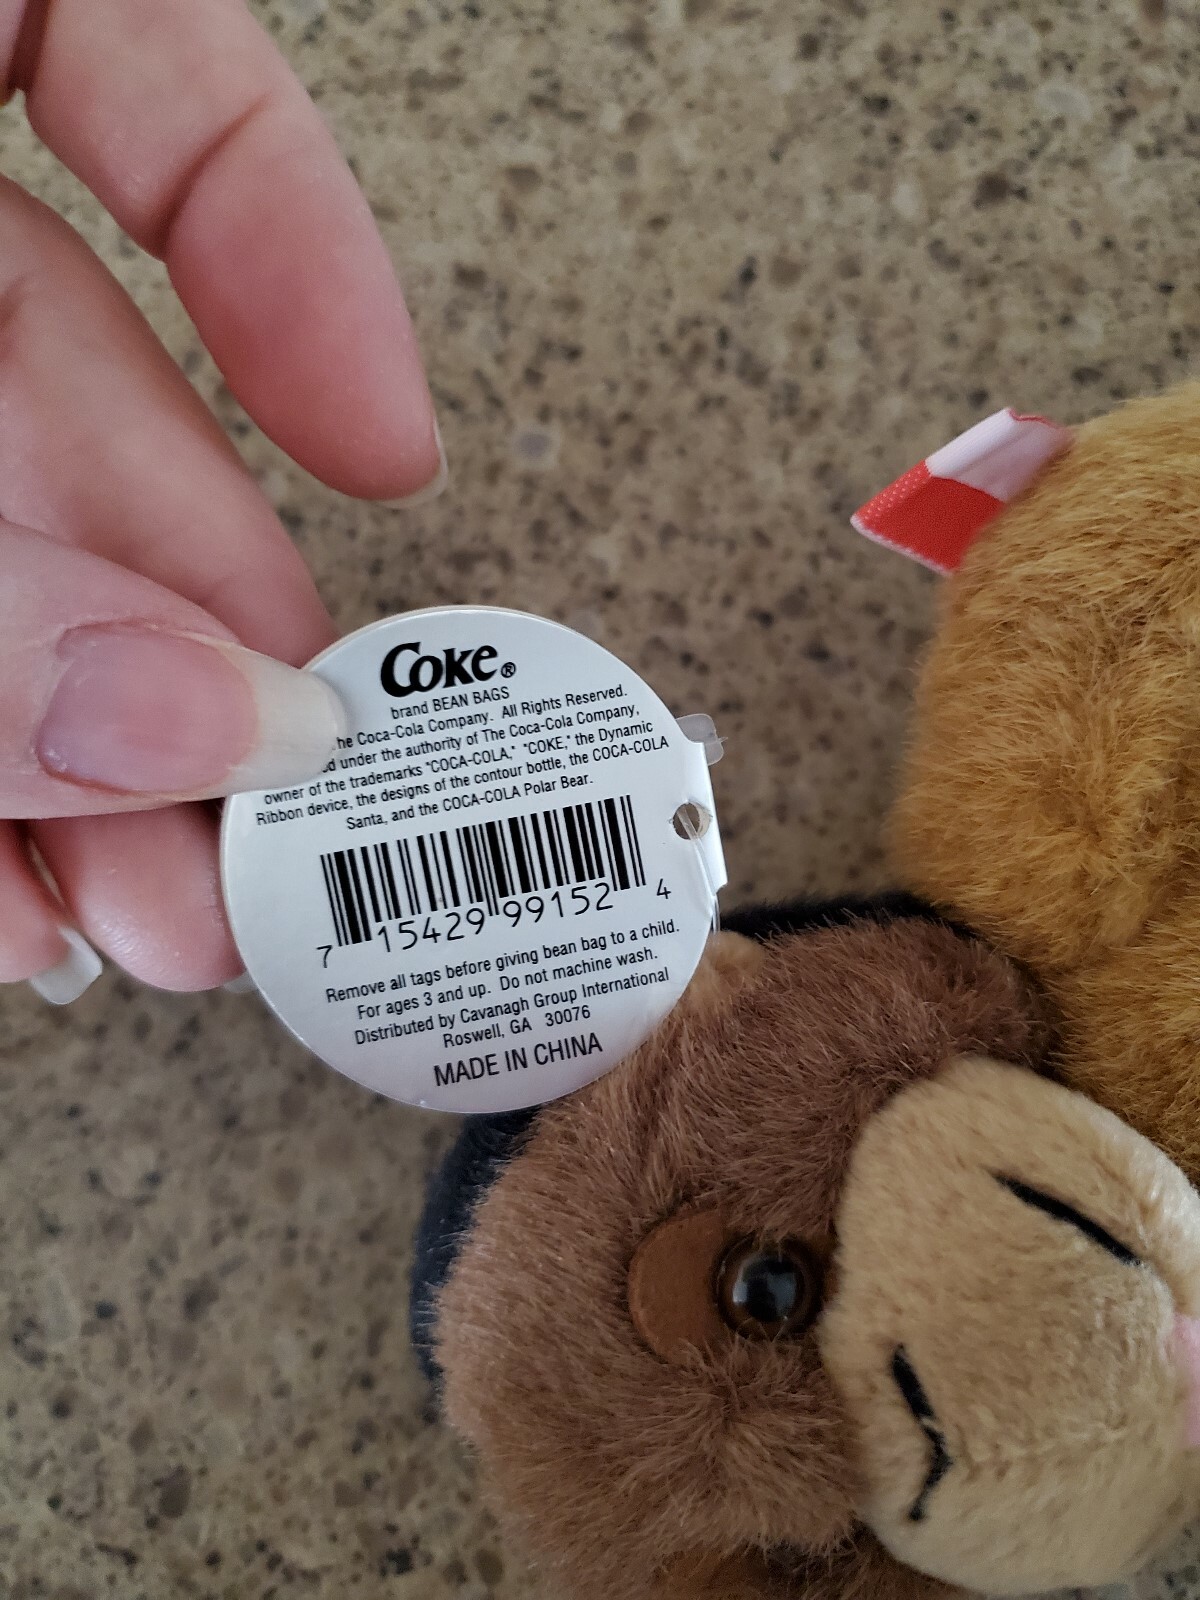 Coke®
brand BEAN BAGS
he Coca-Cola Company. All Rights Reserved.
d under the authority of The Coca-Cola Company,
owner of the trademarks "COCA-COLA," "COKE," the Dynamic
Ribbon device, the designs of the contour bottle, the COCA-COLA
Santa, and the COCA-COLA Polar Bear.
7 15429 99152 4
Remove all tags before giving bean bag to a child.
For ages 3 and up. Do not machine wash.
Distributed by Cavanagh Group International
Roswell, GA 30076
MADE IN CHINA